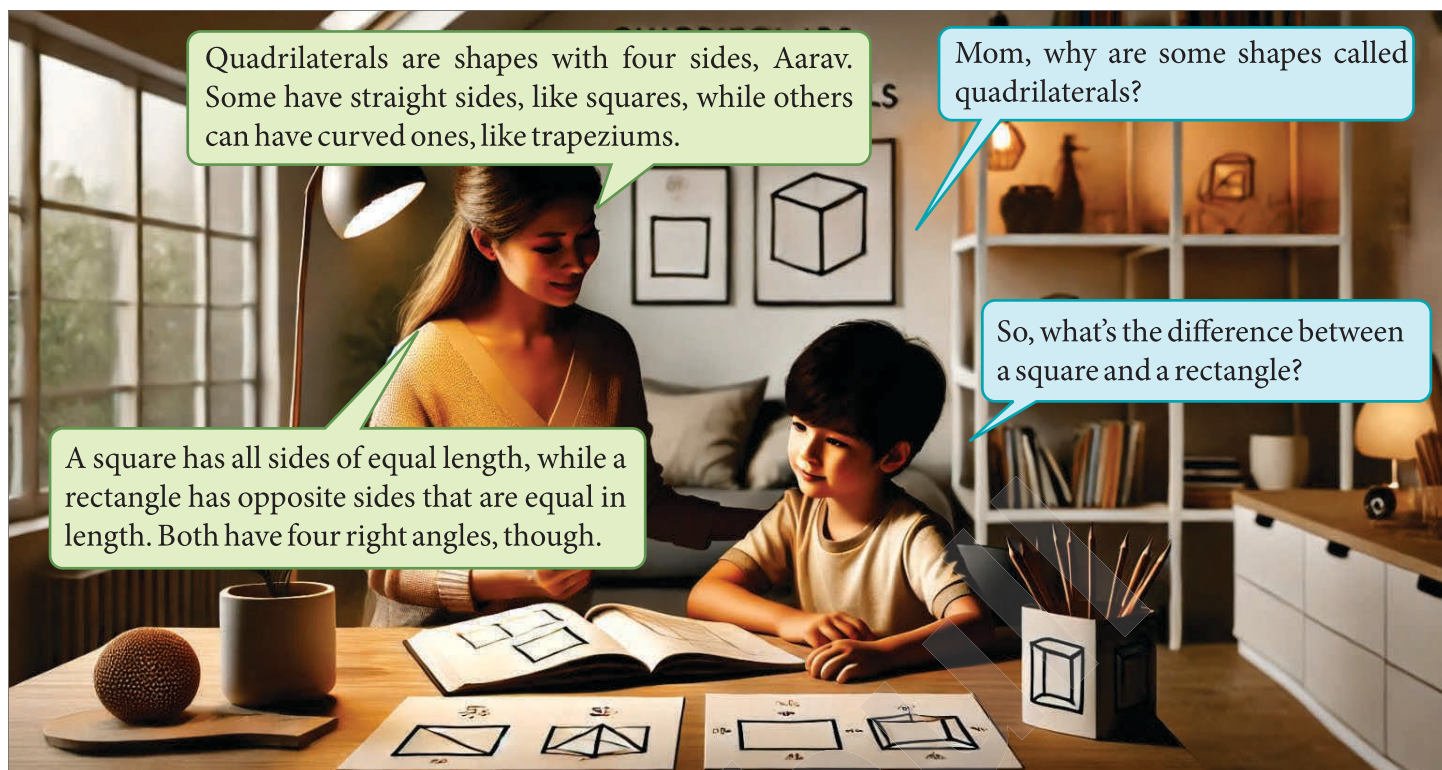 Mom, why are some shapes called
quadrilaterals?
Quadrilaterals are shapes with four sides, Aarav.
Some have straight sides, like squares, while others
can have curved ones, like trapeziums.
So, what's the difference between
a square and a rectangle?
A square has all sides of equal length, while a
rectangle has opposite sides that are equal in
length. Both have four right angles, though.